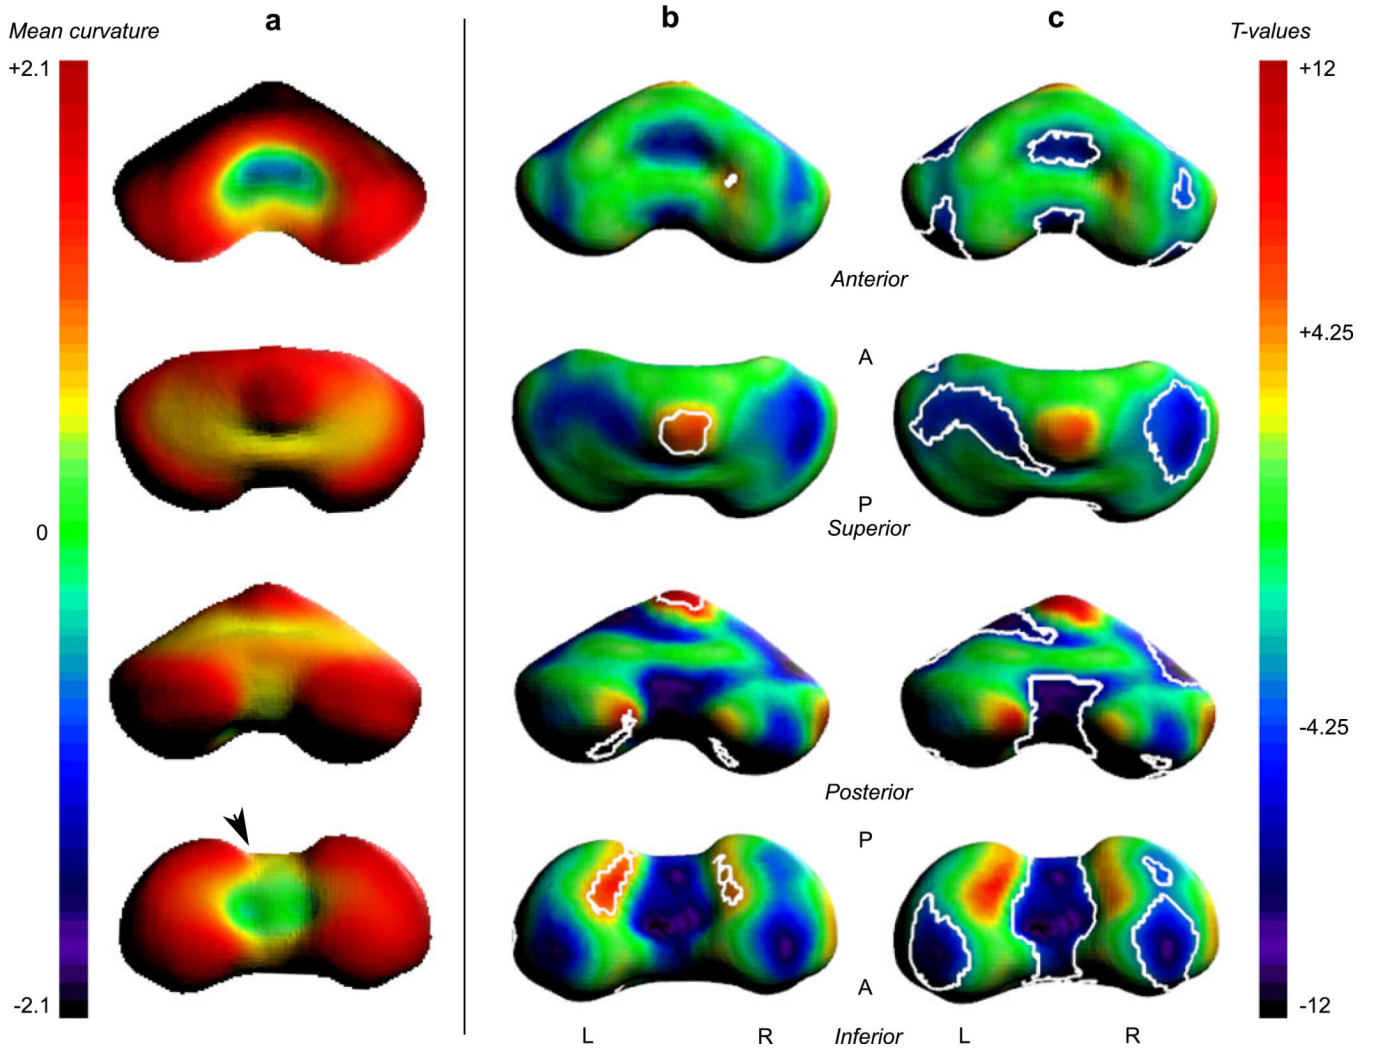 a b c
Mean curvature T-values
+2.1 +12
Anterior
+4.25
A
0
P
Superior
-4.25
Posterior
P
A
-2.1 -12
L R Inferior L R